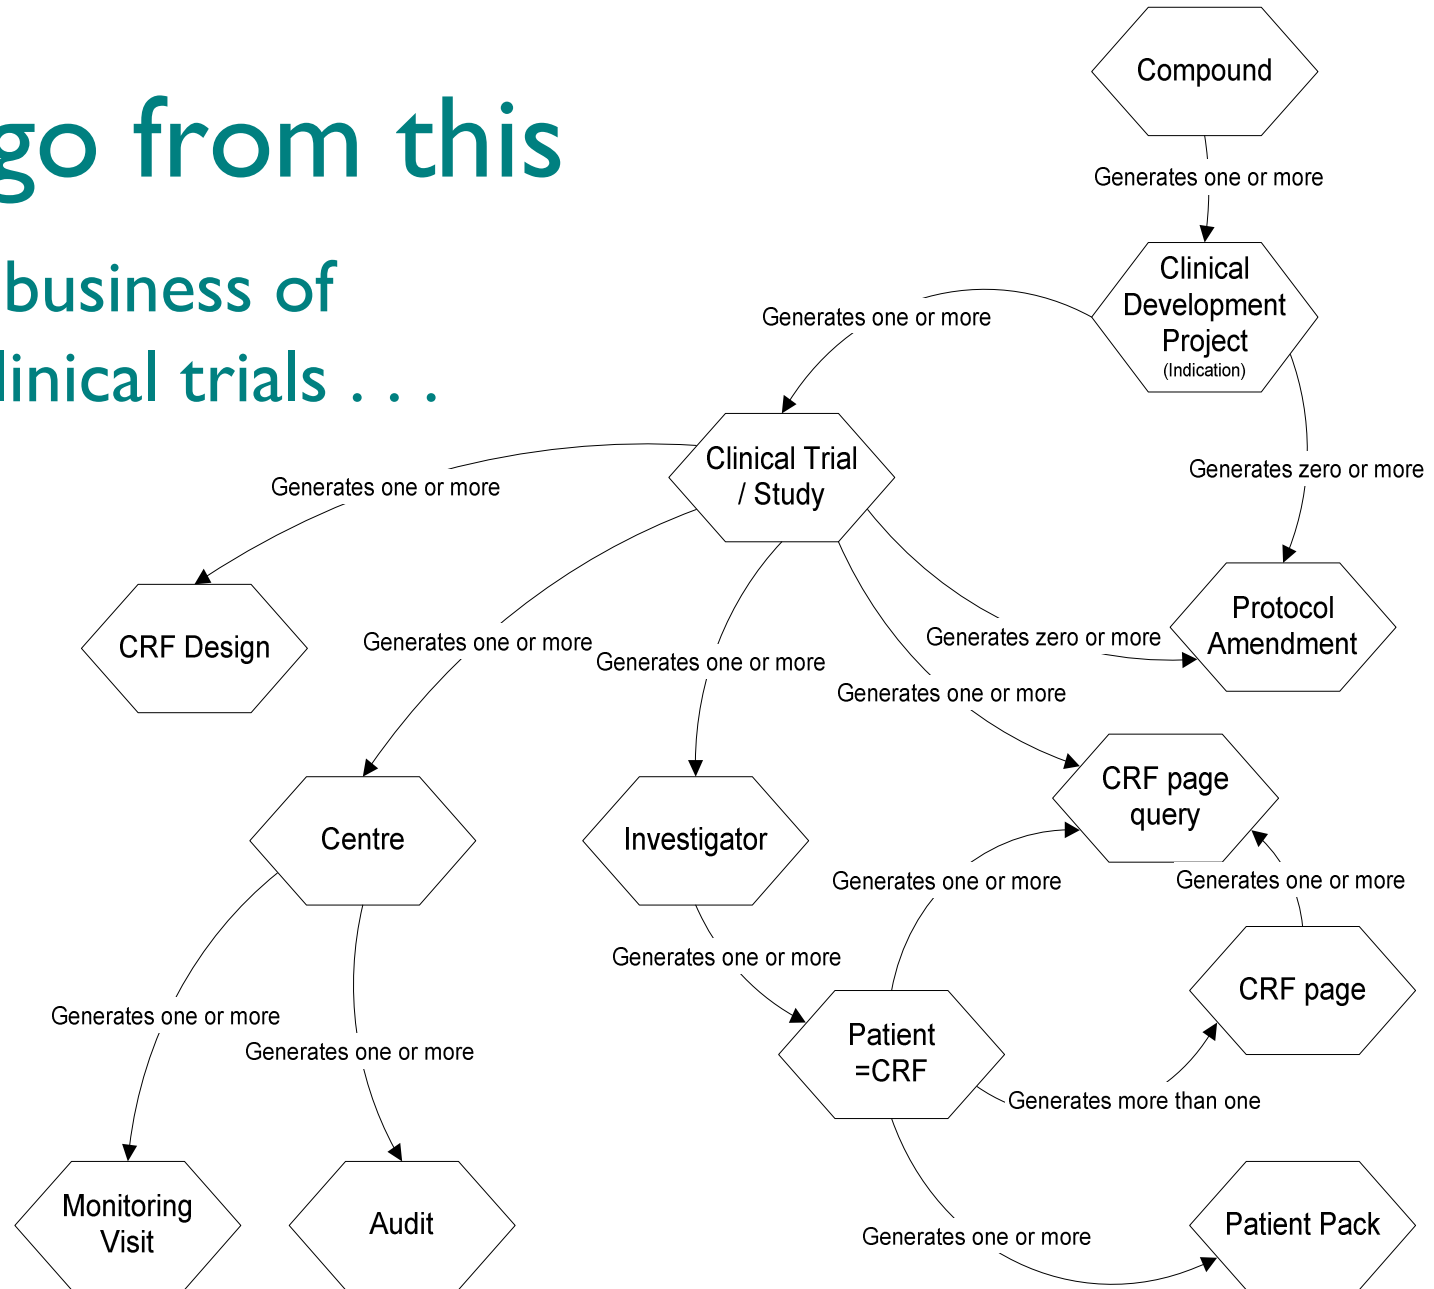 Compound
go from this
Generates one or more
business of
Clinical
Development
Project
(Indication)
Generates one or more
linical trials . . .
Clinical Trial
/ Study
Generates zero or more
Generates one or more
Protocol
Amendment
CRF Design
Generates one or more
Generates one or more
Generates zero or more
Generates one or more
CRF page
query
Centre
Investigator
Generates one or more
Generates one or more
Generates one or more
CRF page
Generates one or more
Generates one or more
Patient
=CRF
Generates more than one
Monitoring
Visit
Audit
Generates one or more
Patient Pack